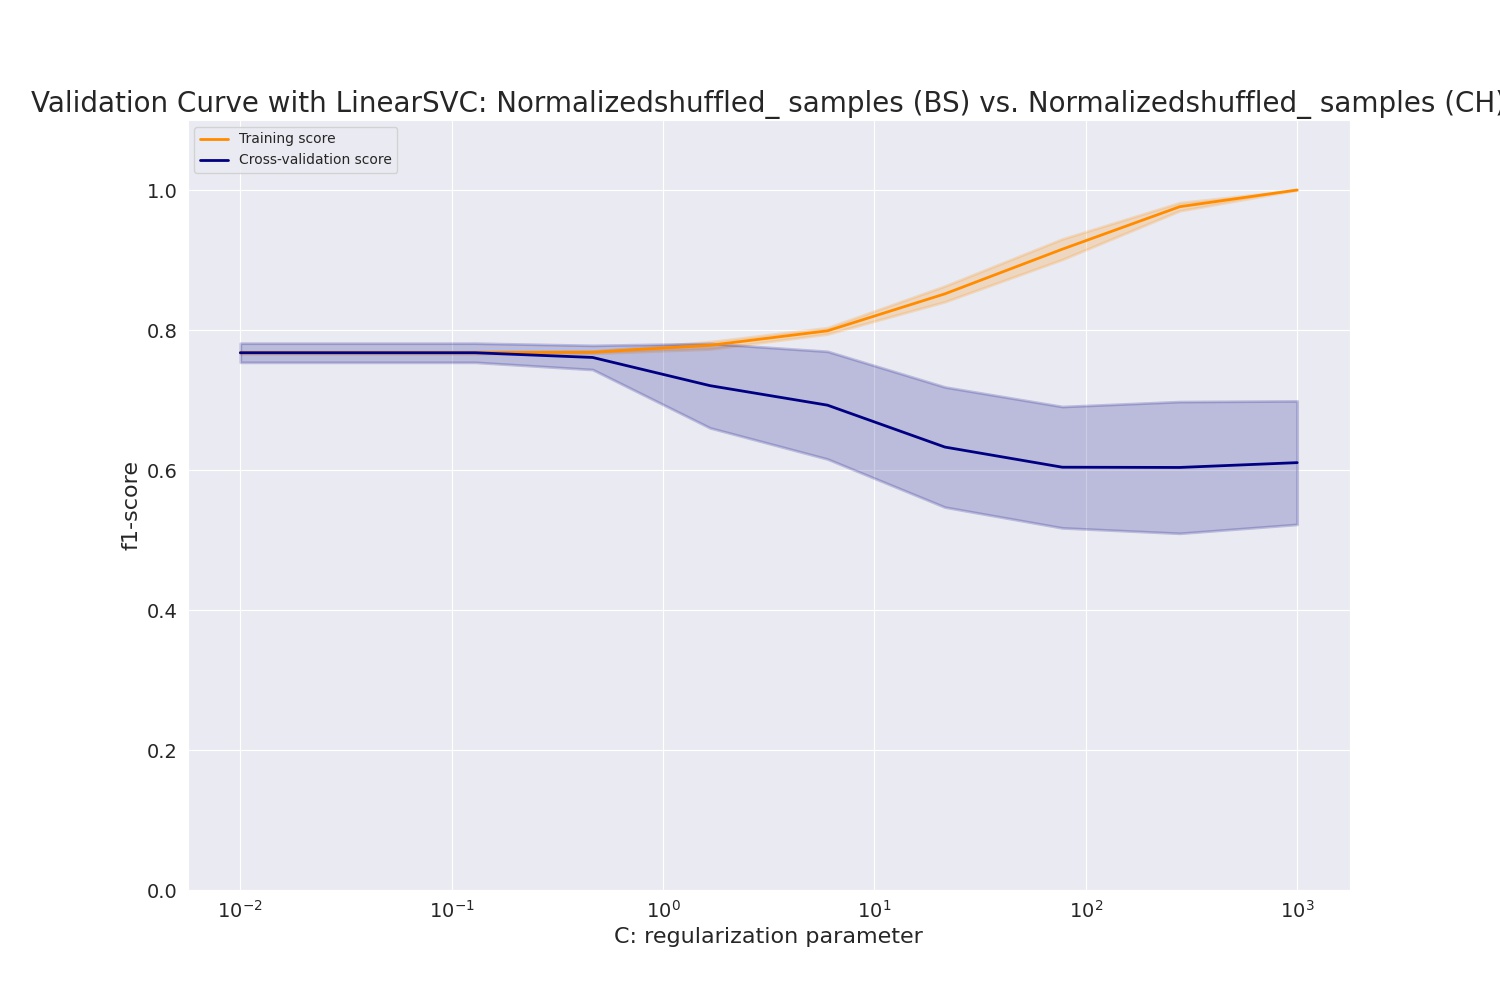 Validation Curve with LinearSVC: Normalizedshuffled_ samples (BS) vs. Normalizedshuffled_ samples (CH)
Training score
Cross-validation score
1.0
0.8
0.6
0.4
0.2
0.0
f1-score
10⁻² 10⁻¹ 10⁰ 10¹ 10² 10³
C: regularization parameter